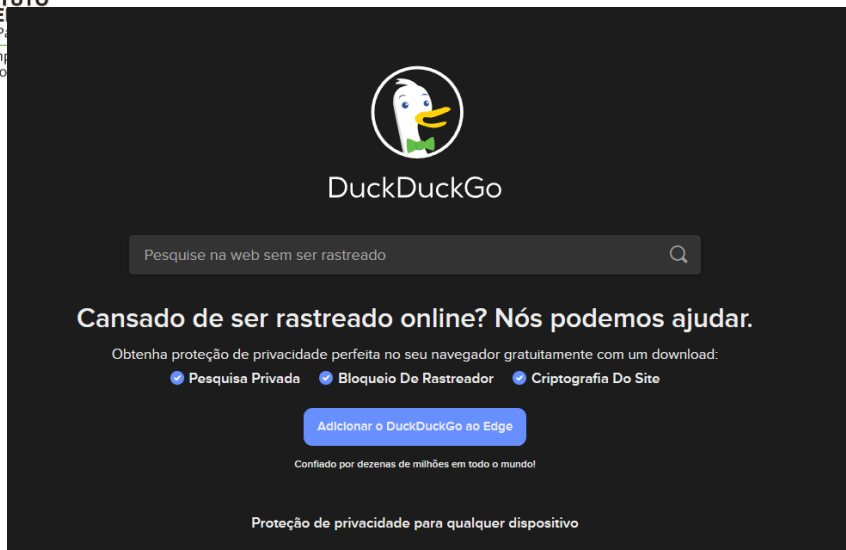 DuckDuckGo
Pesquise na web sem ser rastreado
Cansado de ser rastreado online? Nós podemos ajudar.
Obtenha proteção de privacidade perfeita no seu navegador gratuitamente com um download:
Pesquisa Privada Bloqueio De Rastreador Criptografia Do Site
Adicionar o DuckDuckGo ao Edge
Confiado por dezenas de milhões em todo o mundo!
Proteção de privacidade para qualquer dispositivo